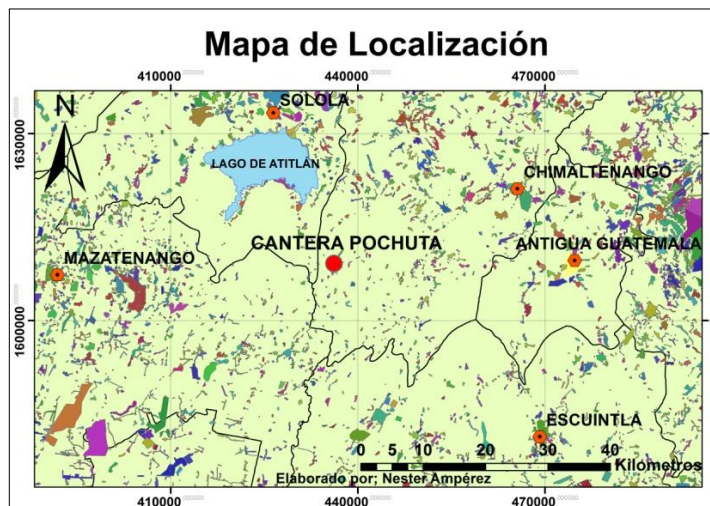 Mapa de Localización
410000 440000 470000
N
SOLOLA
1630000
LAGO DE ATITLÁN
CHIMALTENANGO
CANTERA POCHUTA
ANTIGUA GUATEMALA
MAZATENANGO
1600000
ESCUINTLA
0 5 10 20 30 40
Kilometros
Elaborado por; Nester Ampérez
410000 440000 470000